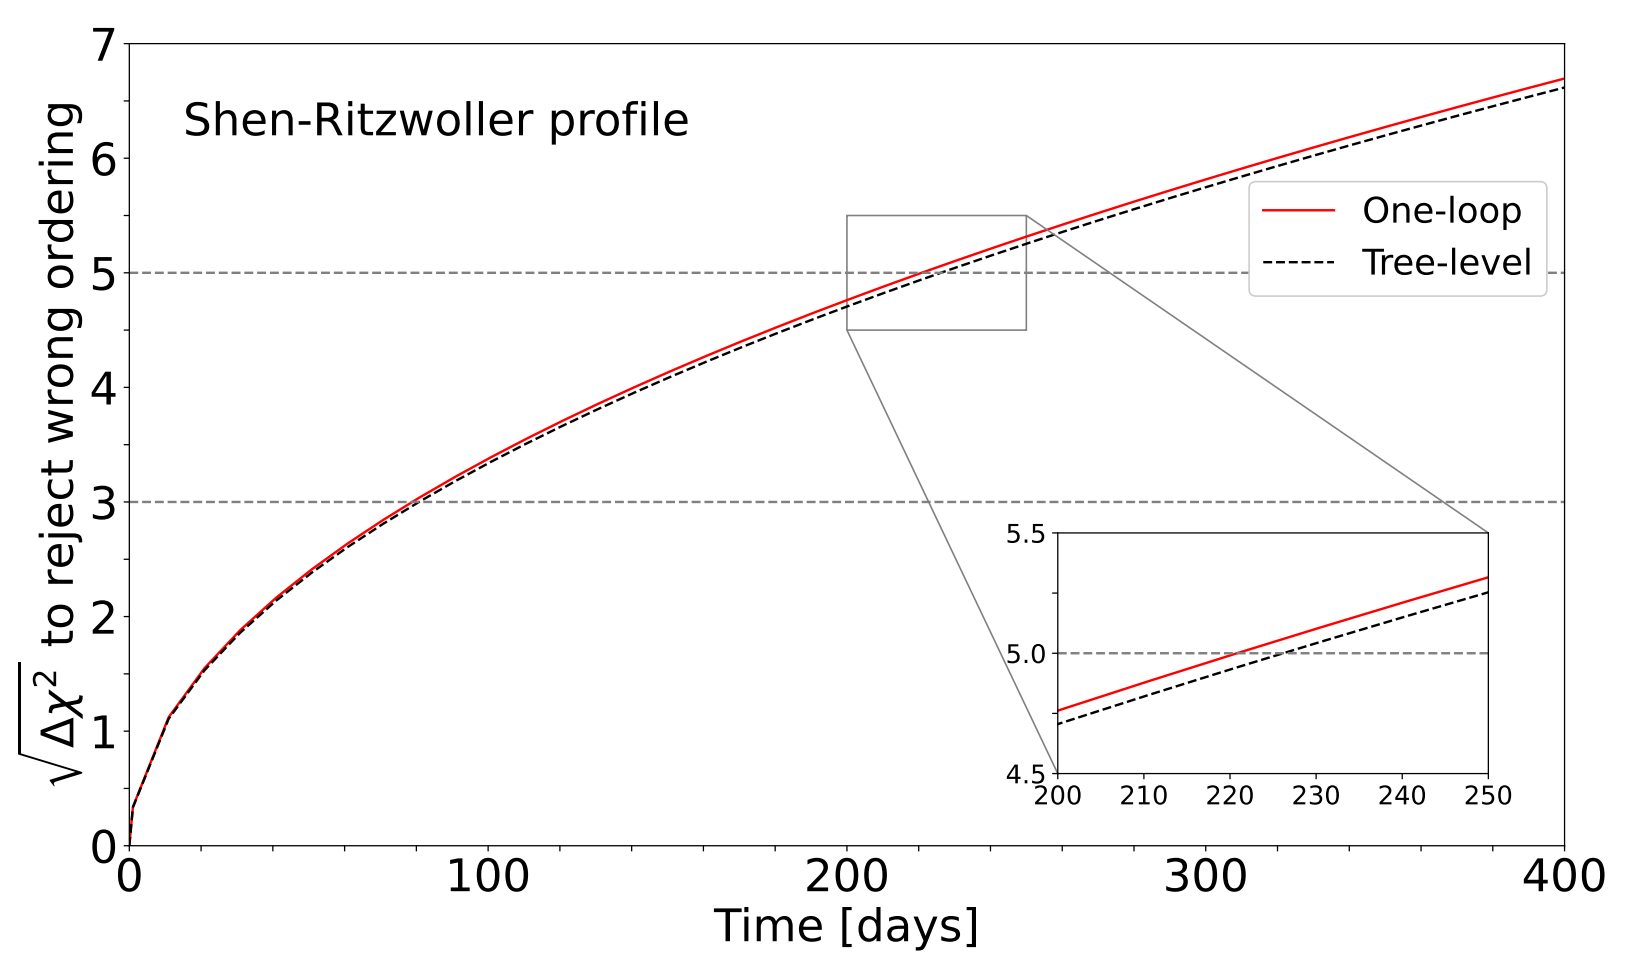 Shen-Ritzwoller profile
√Δχ² to reject wrong ordering
7
6
5
4
3
2
1
0
0 100 200 300 400
Time [days]
One-loop
Tree-level
5.5
5.0
4.5
200 210 220 230 240 250